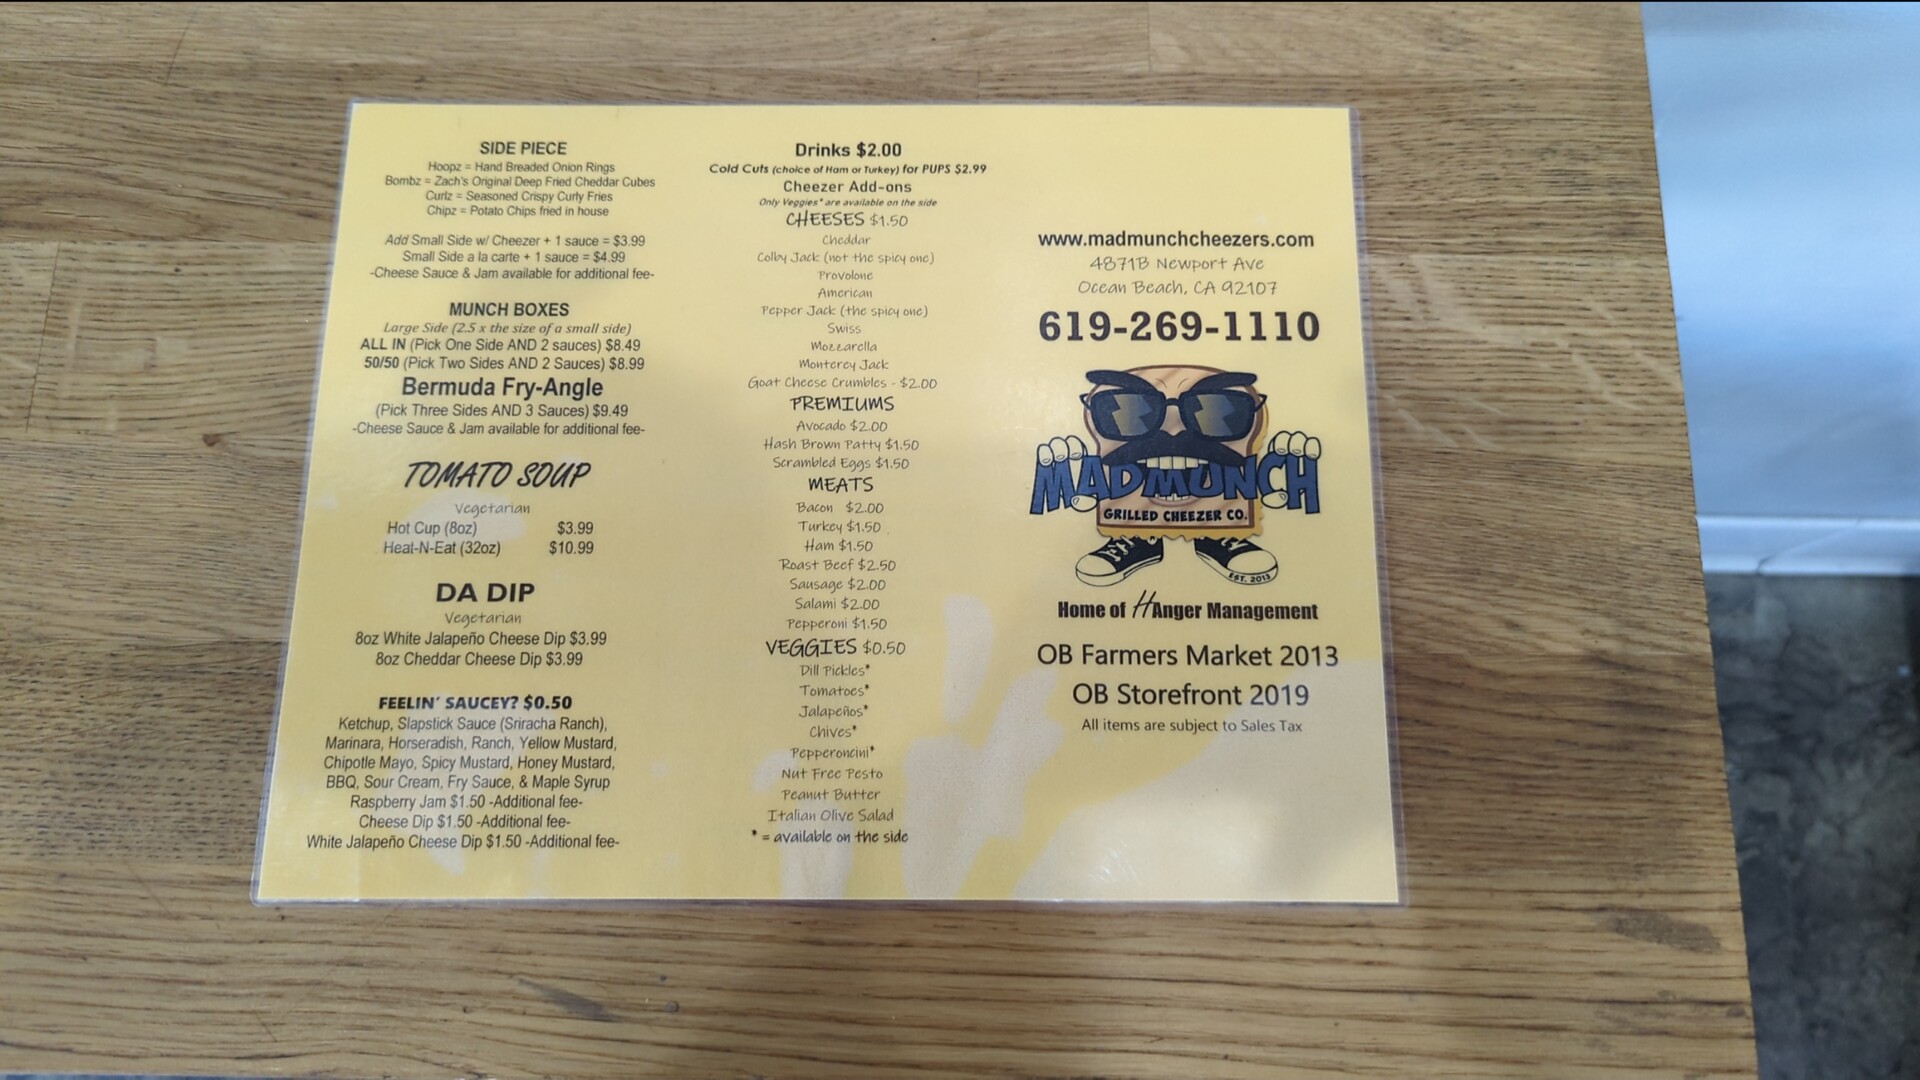 SIDE PIECE
Hoopz = Hand Breaded Onion Rings
Bombz = Zach's Original Deep Fried Cheddar Cubes
Curlz = Seasoned Crispy Curly Fries
Chipz = Potato Chips fried in house
Add Small Side w/ Cheezer + 1 sauce = $3.99
Small Side a la carte + 1 sauce = $4.99
-Cheese Sauce & Jam available for additional fee-
MUNCH BOXES
Large Side (2.5 x the size of a small side)
ALL IN (Pick One Side AND 2 sauces) $8.49
50/50 (Pick Two Sides AND 2 Sauces) $8.99
Bermuda Fry-Angle
(Pick Three Sides AND 3 Sauces) $9.49
-Cheese Sauce & Jam available for additional fee-
TOMATO SOUP
Vegetarian
Hot Cup (8oz) $3.99
Heat-N-Eat (32oz) $10.99
DA DIP
Vegetarian
8oz White Jalapeño Cheese Dip $3.99
8oz Cheddar Cheese Dip $3.99
FEELIN' SAUCEY? $0.50
Ketchup, Slapstick Sauce (Sriracha Ranch),
Marinara, Horseradish, Ranch, Yellow Mustard,
Chipotle Mayo, Spicy Mustard, Honey Mustard,
BBQ, Sour Cream, Fry Sauce, & Maple Syrup
Raspberry Jam $1.50 -Additional fee-
Cheese Dip $1.50 -Additional fee-
White Jalapeño Cheese Dip $1.50 -Additional fee-
Drinks $2.00
Cold Cuts (choice of Ham or Turkey) for PUPS $2.99
Cheezer Add-ons
Only Veggies* are available on the side
CHEESES $1.50
Cheddar
Colby Jack (not the spicy one)
Provolone
American
Pepper Jack (the spicy one)
Swiss
Mozzarella
Monterey Jack
Goat Cheese Crumbles - $2.00
PREMIUMS
Avocado $2.00
Hash Brown Patty $1.50
Scrambled Eggs $1.50
MEATS
Bacon $2.00
Turkey $1.50
Ham $1.50
Roast Beef $2.50
Sausage $2.00
Salami $2.00
Pepperoni $1.50
VEGGIES $0.50
Dill Pickles*
Tomatoes*
Jalapeños*
Chives*
Pepperoncini*
Nut Free Pesto
Peanut Butter
Italian Olive Salad
* = available on the side
www.madmunchcheezers.com
4871B Newport Ave
Ocean Beach, CA 92107
619-269-1110
MADMUNCH
GRILLED CHEEZER CO.
EST. 2013
Home of HAnger Management
OB Farmers Market 2013
OB Storefront 2019
All items are subject to Sales Tax